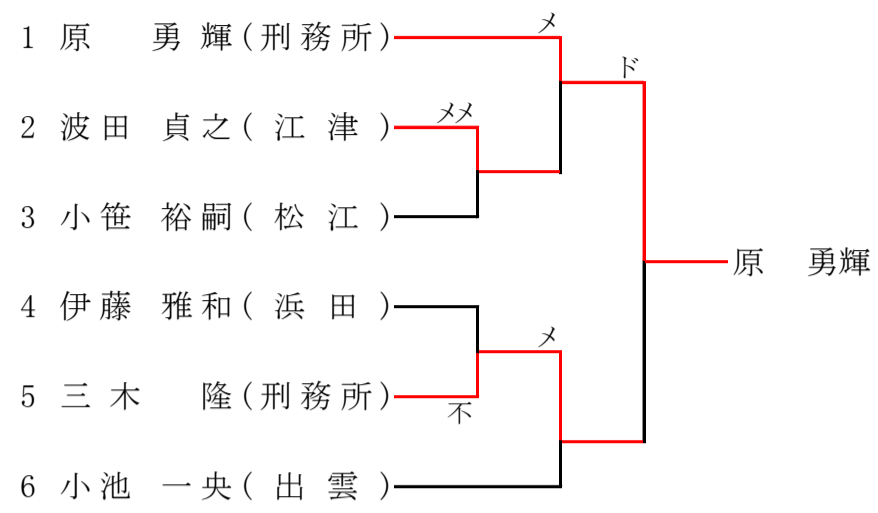 メ
1 原 勇輝(刑務所)
ド
メメ
2 波田 貞之(江津)
3 小笹 裕嗣(松江)
原 勇輝
4 伊藤 雅和(浜田)
メ
5 三木 隆(刑務所)
不
6 小池 一央(出雲)